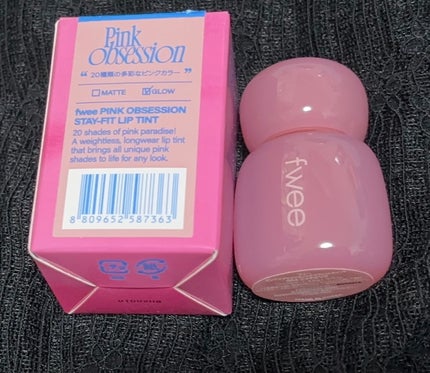 Pink
obsession
“ 20種類の多彩なピンクカラー ”
MATTE GLOW
fwee PINK OBSESSION
STAY-FIT LIP TINT
20 shades of pink paradise!
A weightless, longwear lip tint
that brings all unique pink
shades to life for any look.
8 809652 587363
fwee